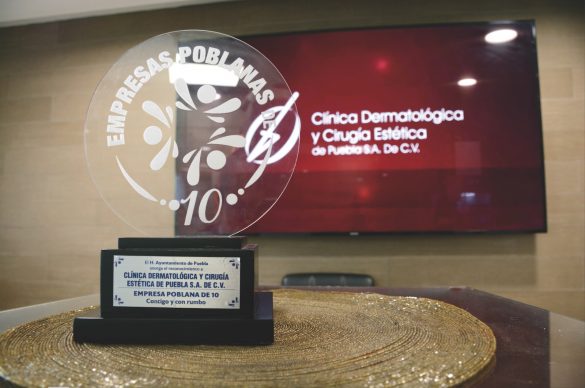 EMPRESAS POBLANAS DE
10
Clínica Dermatológica
y Cirugía Estética
de Puebla S.A. De C.V.
El H. Ayuntamiento de Puebla
otorga el reconocimiento a
CLÍNICA DERMATOLÓGICA Y CIRUGÍA
ESTÉTICA DE PUEBLA S.A. DE C.V.
EMPRESA POBLANA DE 10
Contigo y con rumbo